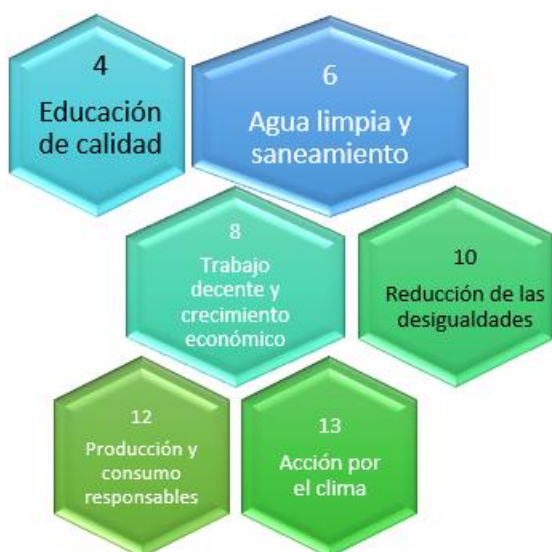 4
Educación
de calidad
6
Agua limpia y
saneamiento
8
Trabajo
decente y
crecimiento
económico
10
Reducción de las
desigualdades
12
Producción y
consumo
responsables
13
Acción por
el clima